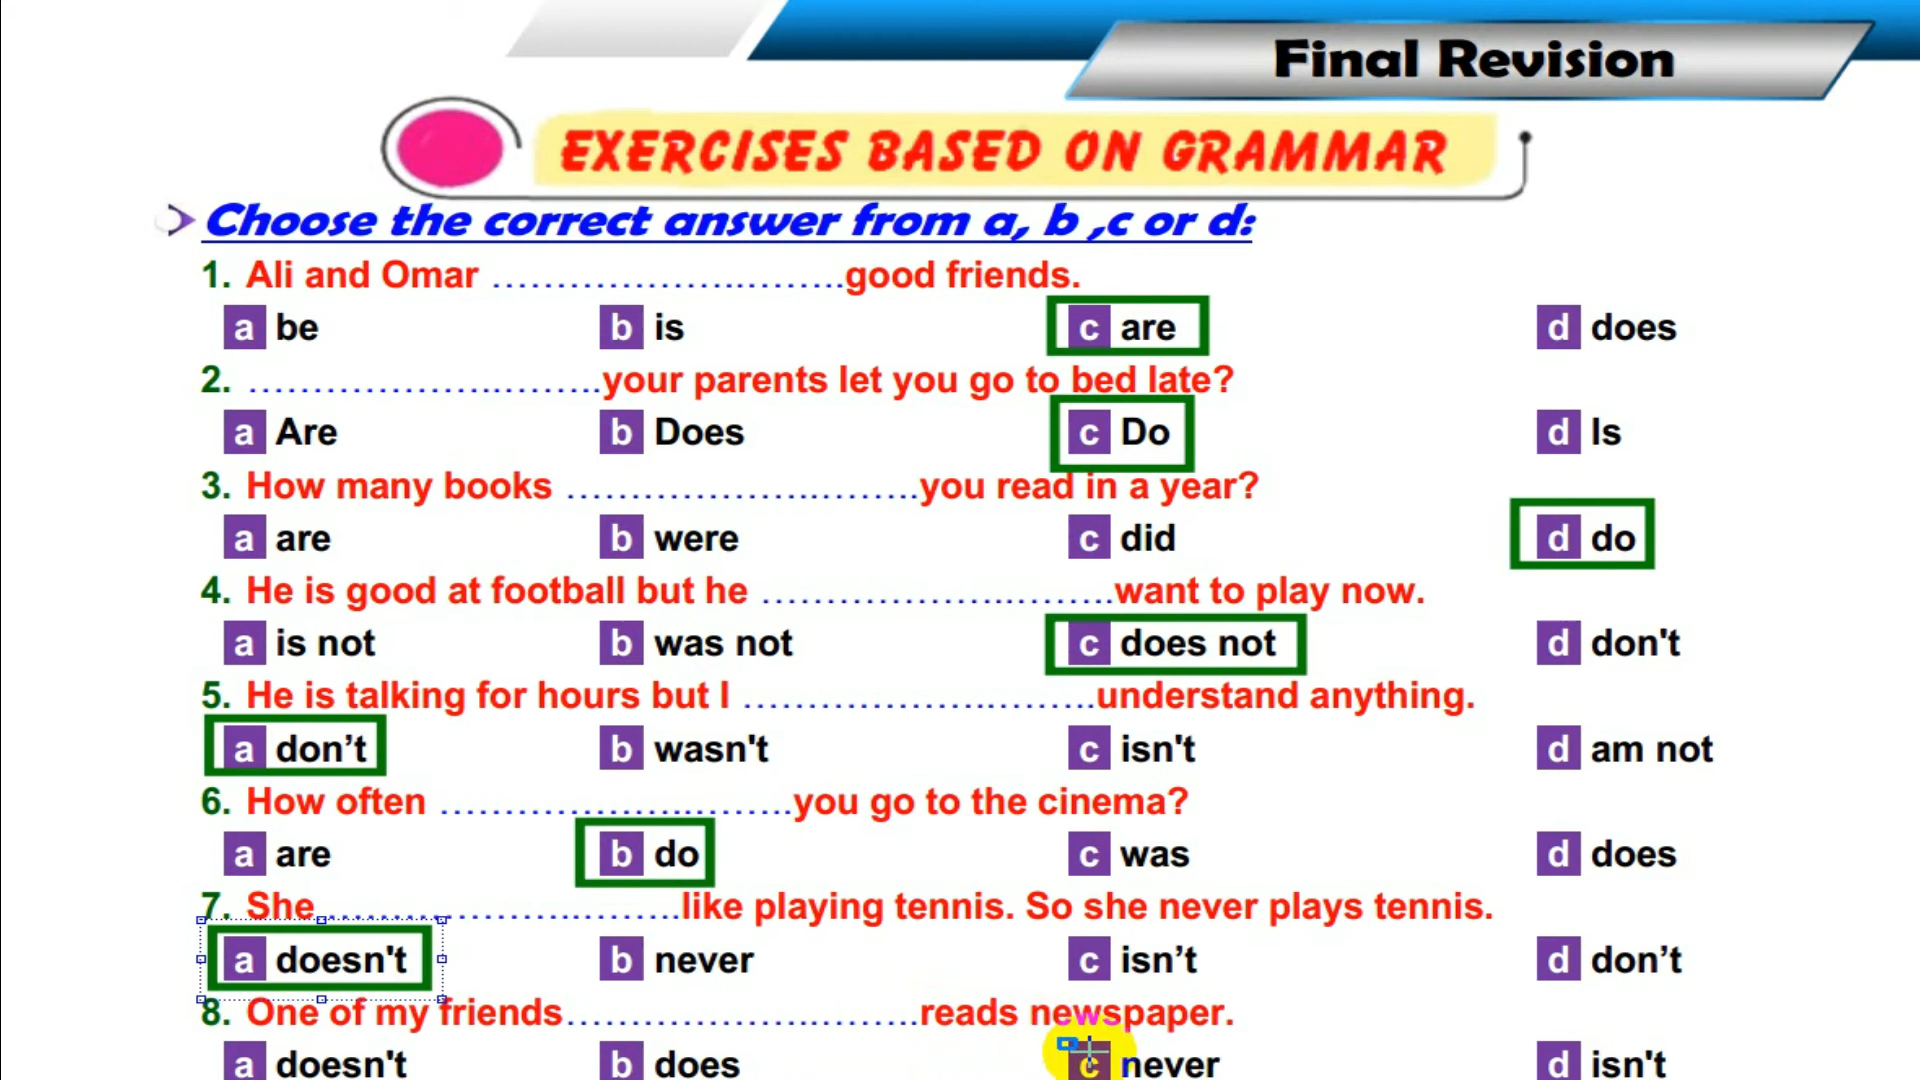 Final Revision
EXERCISES BASED ON GRAMMAR
Choose the correct answer from a, b ,c or d:
1. Ali and Omar ........................... good friends.
a be b is c are d does
2. ........................... your parents let you go to bed late?
a Are b Does c Do d Is
3. How many books ........................... you read in a year?
a are b were c did d do
4. He is good at football but he ........................... want to play now.
a is not b was not c does not d don't
5. He is talking for hours but I ........................... understand anything.
a don’t b wasn't c isn't d am not
6. How often ........................... you go to the cinema?
a are b do c was d does
7. She ........................... like playing tennis. So she never plays tennis.
a doesn't b never c isn’t d don’t
8. One of my friends ........................... reads newspaper.
a doesn't b does c never d isn't